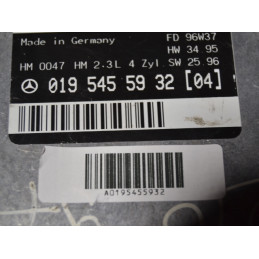 Made in Germany FD 96W37
HW 34 95
HM 0047 HM 2.3L 4 Zyl. SW 25 96
019 545 59 32 [04]
A0195455932